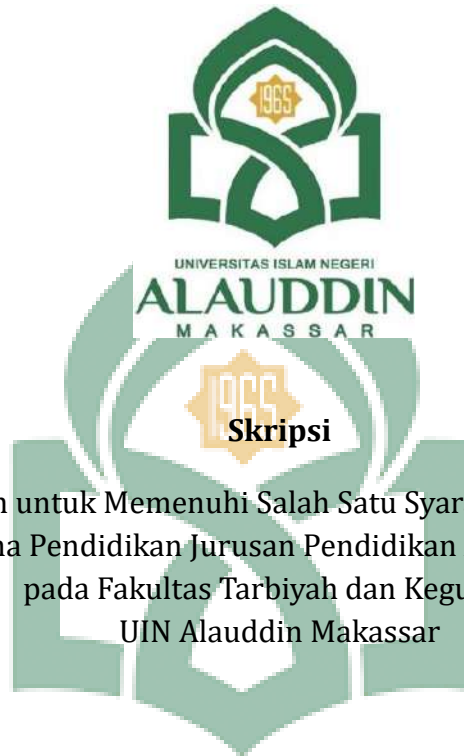 1965
UNIVERSITAS ISLAM NEGERI
ALAUDDIN
MAKASSAR
1965
Skripsi
untuk Memenuhi Salah Satu
Pendidikan Jurusan Pendidikan
pada Fakultas Tarbiyah dan
UIN Alauddin Makassar